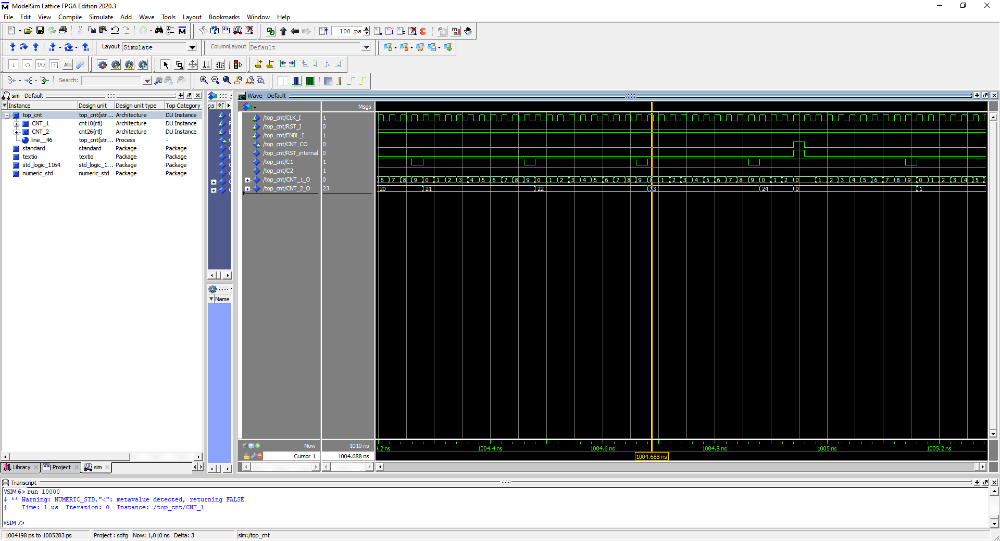 ModelSim Lattice FPGA Edition 2020.3
File Edit View Compile Simulate Add Wave Tools Layout Bookmarks Window Help
100 ps
Layout Simulate
ColumnLayout Default
Search:
sim - Default
Instance Design unit Design unit type Top Category
top_cnt top_cnt(str... Architecture DU Instance
CNT_1 cnt10(rtl) Architecture DU Instance
CNT_2 cnt26(rtl) Architecture DU Instance
line__46 top_cnt(str... Process -
standard standard Package Package
textio textio Package Package
std_logic_1164 std_logic_1... Package Package
numeric_std numeric_std Package Package
Library Project sim
ps
Name
Wave - Default
Msgs
/top_cnt/CLK_I 1
/top_cnt/RST_I 0
/top_cnt/ENBL_I 1
/top_cnt/CNT_CO 0
/top_cnt/RST_internal 0
/top_cnt/C1 1
/top_cnt/C2 1
/top_cnt/CNT_1_O 0 6 7 8 9 0 1 2 3 4 5 6 7 8 9 0 1 2 3 4 5 6 7 8 9 0 1 2 3 4 5 6 7 8 9 0 1 2 0 1 2 3 4 5 6 7 8 9 0 1 2 3 4 5
/top_cnt/CNT_2_O 23 20 21 22 23 24 0 1
Now 1010 ns
.2 ns 1004.4 ns 1004.6 ns 1004.8 ns 1005 ns 1005.2 ns
Cursor 1 1004.688 ns 1004.688 ns
Transcript
VSIM 6> run 10000
# ** Warning: NUMERIC_STD."<": metavalue detected, returning FALSE
# Time: 1 us Iteration: 0 Instance: /top_cnt/CNT_1
VSIM 7>
1004198 ps to 1005283 ps Project : sdfg Now: 1,010 ns Delta: 3 sim:/top_cnt